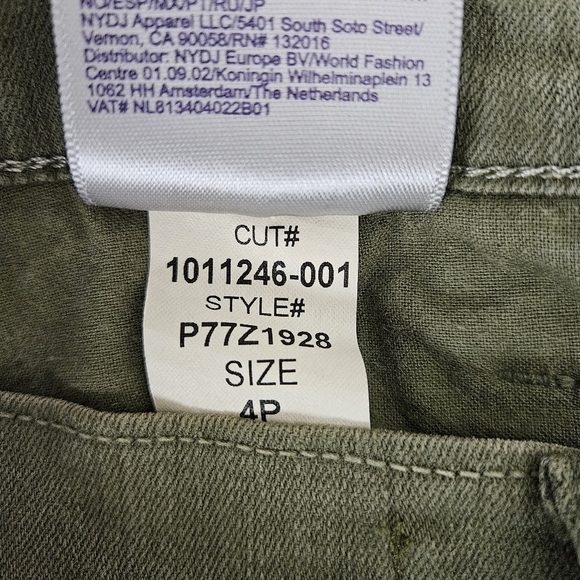 NO/ESP/MX/PT/RU/JP
NYDJ Apparel LLC/5401 South Soto Street/
Vernon, CA 90058/RN# 132016
Distributor: NYDJ Europe BV/World Fashion
Centre 01.09.02/Koningin Wilhelminaplein 13
1062 HH Amsterdam/The Netherlands
VAT# NL813404022B01
CUT#
1011246-001
STYLE#
P77Z1928
SIZE
4P